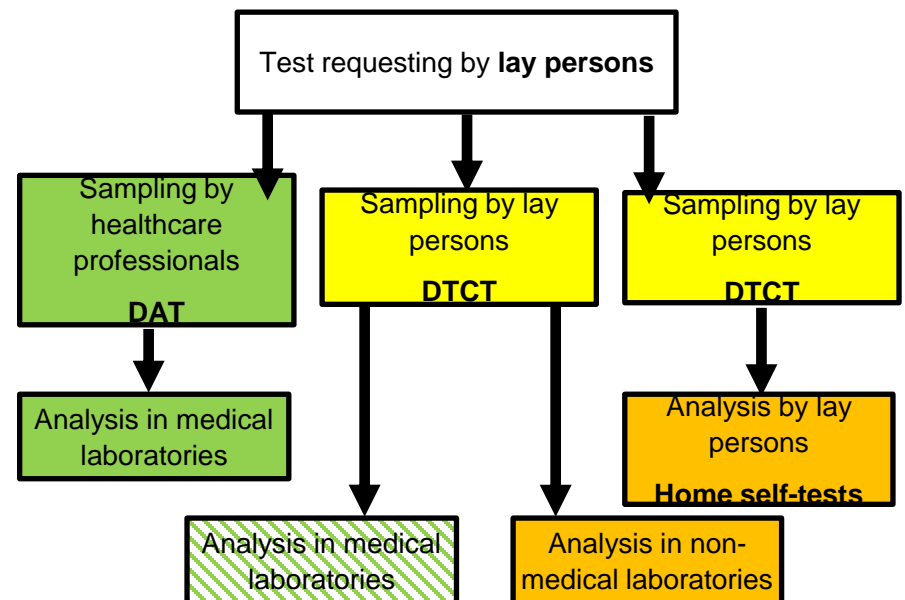 Test requesting by lay persons
Sampling by
healthcare
professionals
DAT
Sampling by lay
persons
DTCT
Sampling by lay
persons
DTCT
Analysis in medical
laboratories
Analysis by lay
persons
Home self-tests
Analysis in medical
laboratories
Analysis in non-
medical laboratories